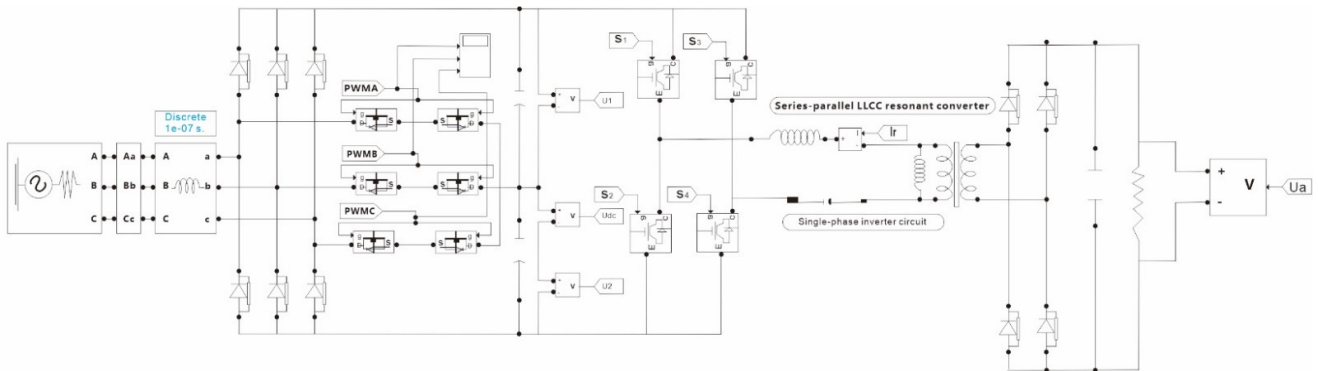 Discrete
1e-07 s.
A
B
C
Aa
Bb
Cc
A
B
C
a
b
c
PWMA
PWMB
PWMC
g
S
S
g
g
S
S
g
g
S
S
g
+
-
V
U1
+
-
V
Udc
+
-
V
U2
S1
g
C
E
S3
g
C
E
S2
g
C
E
S4
g
C
E
Series-parallel LLCC resonant converter
+
-
I
Ir
Single-phase inverter circuit
+
-
V
Ua